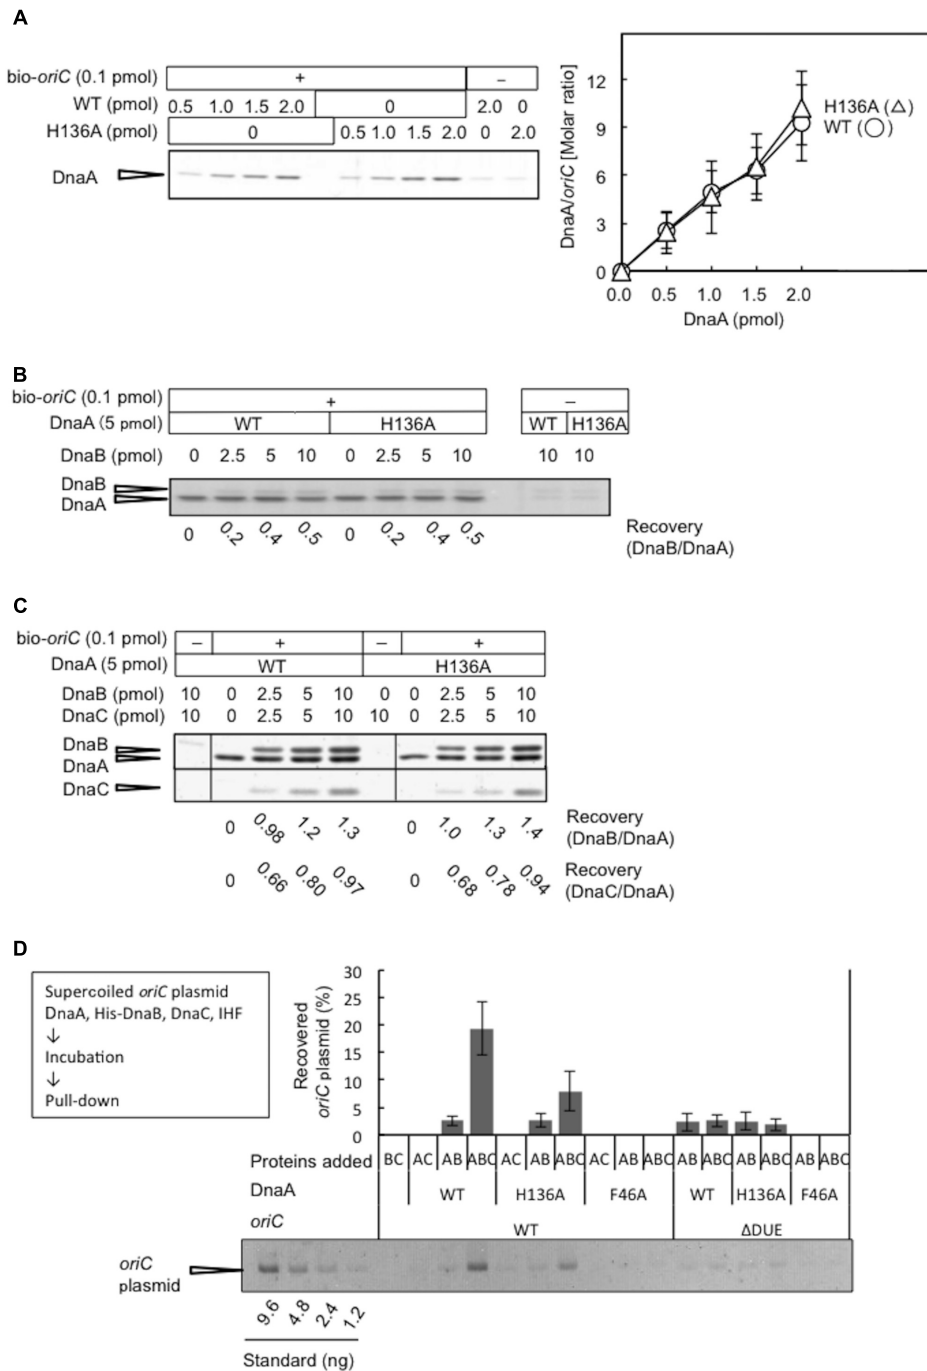 A
bio-oriC (0.1 pmol) + –
WT (pmol) 0.5 1.0 1.5 2.0 0 2.0 0
H136A (pmol) 0 0.5 1.0 1.5 2.0 0 2.0
DnaA
DnaA/oriC [Molar ratio]
12
9
6
3
0
0.0 0.5 1.0 1.5 2.0
DnaA (pmol)
H136A (△)
WT (○)
B
bio-oriC (0.1 pmol) + –
DnaA (5 pmol) WT H136A WT H136A
DnaB (pmol) 0 2.5 5 10 0 2.5 5 10 10 10
DnaB
DnaA
0 0.2 0.4 0.5 0 0.2 0.4 0.5
Recovery
(DnaB/DnaA)
C
bio-oriC (0.1 pmol) – + – +
DnaA (5 pmol) WT H136A
DnaB (pmol) 10 0 2.5 5 10 0 0 2.5 5 10
DnaC (pmol) 10 0 2.5 5 10 10 0 2.5 5 10
DnaB
DnaA
DnaC
0 0.98 1.2 1.3 0 1.0 1.3 1.4
Recovery
(DnaB/DnaA)
0 0.66 0.80 0.97 0 0.68 0.78 0.94
Recovery
(DnaC/DnaA)
D
Supercoiled oriC plasmid
DnaA, His-DnaB, DnaC, IHF
↓
Incubation
↓
Pull-down
Recovered
oriC plasmid (%)
30
25
20
15
10
5
0
Proteins added BC AC AB ABC AC AB ABC AC AB ABC AB ABC AB ABC AB ABC
DnaA WT H136A F46A WT H136A F46A
oriC WT ΔDUE
oriC
plasmid
9.6 4.8 2.4 1.2
Standard (ng)